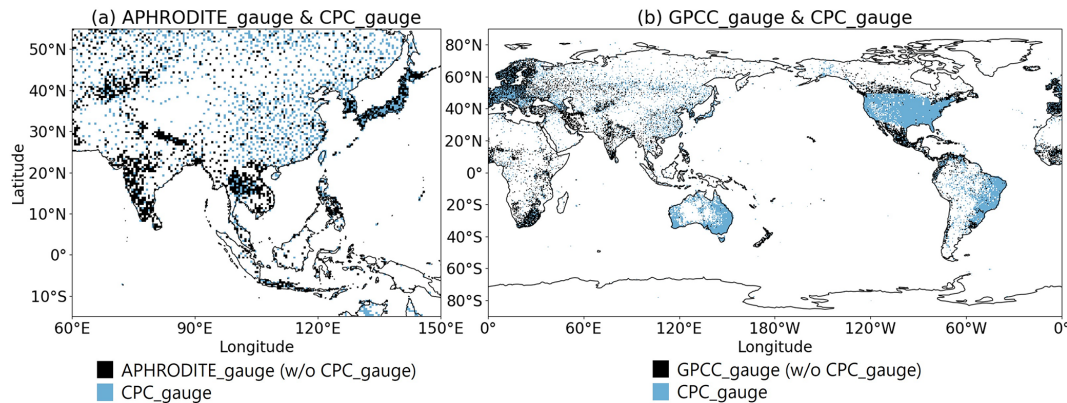 (a) APHRODITE_gauge & CPC_gauge
50°N
40°N
30°N
20°N
10°N
0°
10°S
Latitude
60°E
90°E
120°E
150°E
Longitude
APHRODITE_gauge (w/o CPC_gauge)
CPC_gauge
(b) GPCC_gauge & CPC_gauge
80°N
60°N
40°N
20°N
0°
20°S
40°S
60°S
80°S
0°
60°E
120°E
180°W
120°W
60°W
0°
Longitude
GPCC_gauge (w/o CPC_gauge)
CPC_gauge